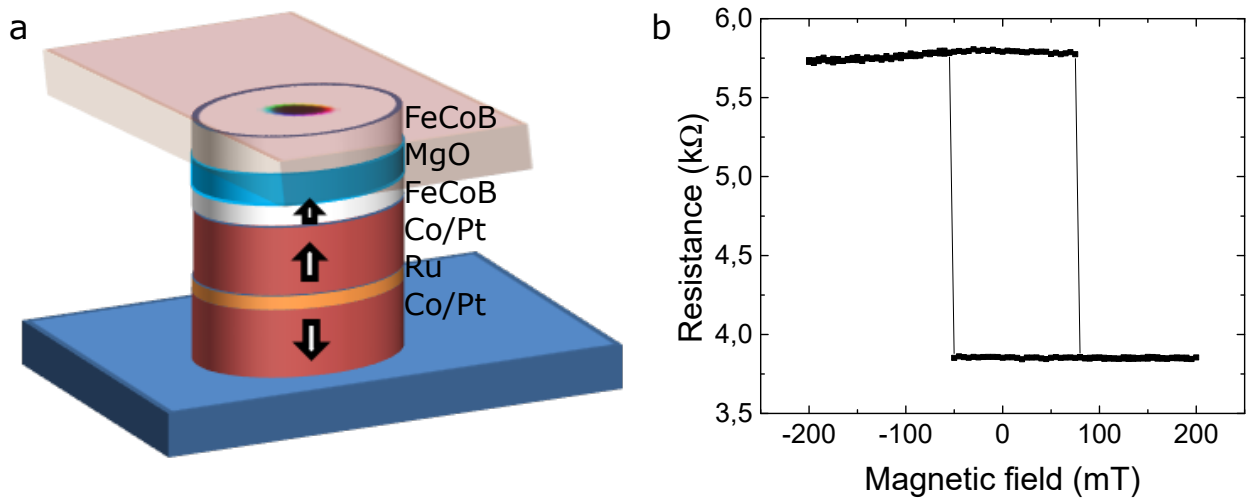 a
FeCoB
MgO
FeCoB
Co/Pt
Ru
Co/Pt
b
6,0
5,5
5,0
4,5
4,0
3,5
Resistance (kΩ)
-200 -100 0 100 200
Magnetic field (mT)